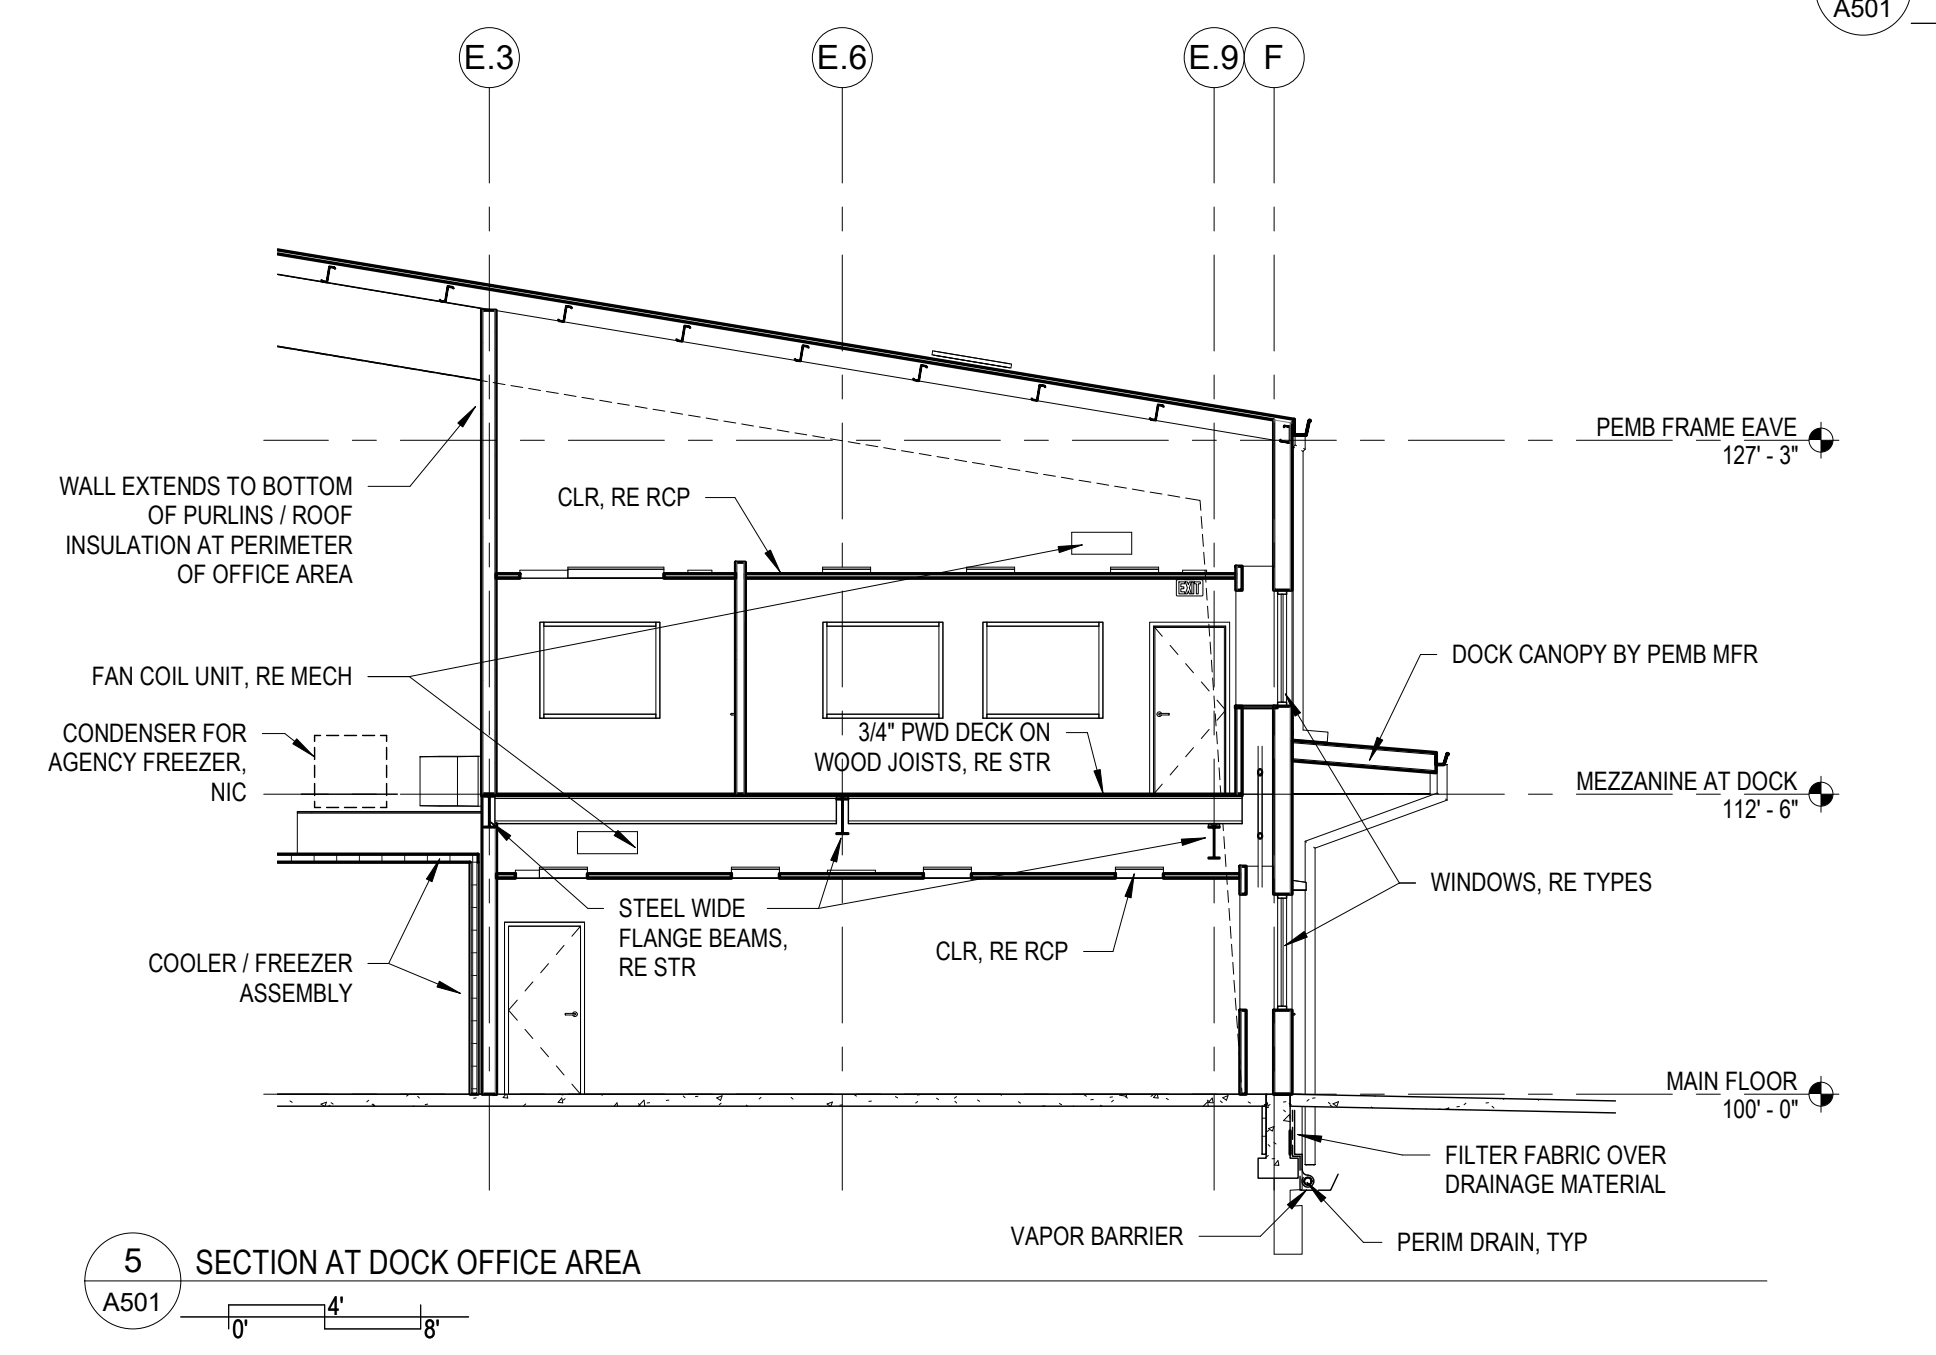 A501
E.3
E.6
E.9
F
PEMB FRAME EAVE
127' - 3"
WALL EXTENDS TO BOTTOM
OF PURLINS / ROOF
INSULATION AT PERIMETER
OF OFFICE AREA
CLR, RE RCP
EXIT
FAN COIL UNIT, RE MECH
DOCK CANOPY BY PEMB MFR
CONDENSER FOR
AGENCY FREEZER,
NIC
3/4" PWD DECK ON
WOOD JOISTS, RE STR
MEZZANINE AT DOCK
112' - 6"
WINDOWS, RE TYPES
STEEL WIDE
FLANGE BEAMS,
RE STR
CLR, RE RCP
COOLER / FREEZER
ASSEMBLY
MAIN FLOOR
100' - 0"
FILTER FABRIC OVER
DRAINAGE MATERIAL
VAPOR BARRIER
PERIM DRAIN, TYP
5
SECTION AT DOCK OFFICE AREA
A501
4'
0'
8'